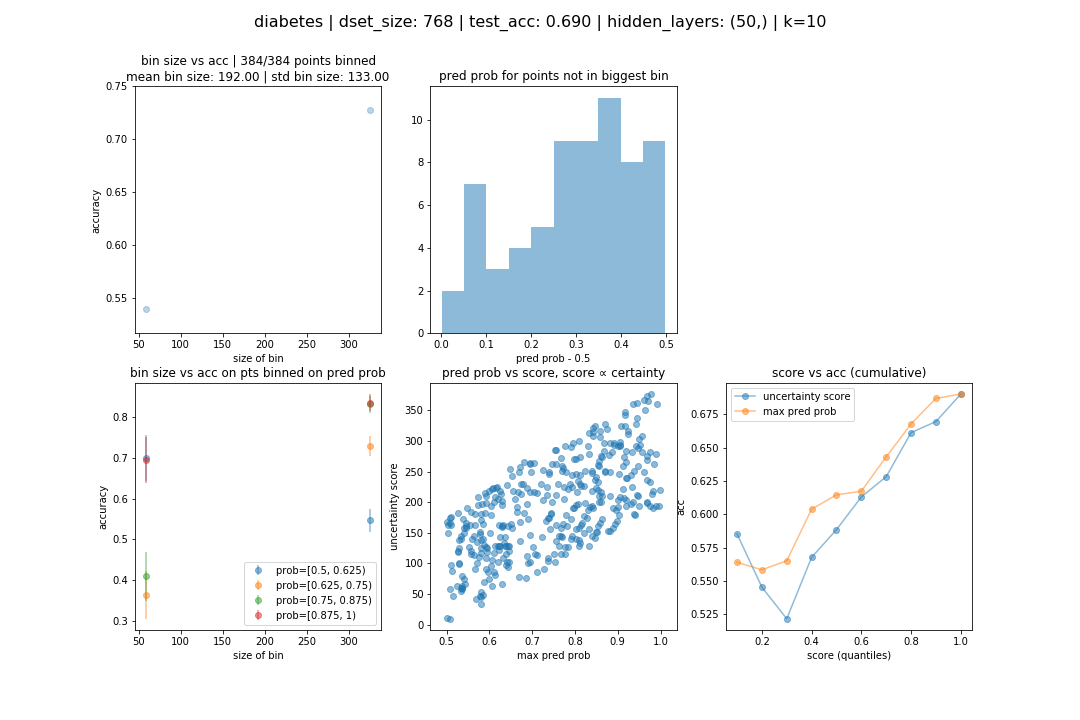 diabetes | dset_size: 768 | test_acc: 0.690 | hidden_layers: (50,) | k=10
bin size vs acc | 384/384 points binned
mean bin size: 192.00 | std bin size: 133.00
0.75
0.70
0.65
0.60
0.55
accuracy
50 100 150 200 250 300
size of bin
pred prob for points not in biggest bin
10
8
6
4
2
0
0.0 0.1 0.2 0.3 0.4 0.5
pred prob - 0.5
bin size vs acc on pts binned on pred prob
0.8
0.7
0.6
0.5
0.4
0.3
accuracy
prob=[0.5, 0.625)
prob=[0.625, 0.75)
prob=[0.75, 0.875)
prob=[0.875, 1)
50 100 150 200 250 300
size of bin
pred prob vs score, score ∝ certainty
350
300
250
200
150
100
50
0
uncertainty score
0.5 0.6 0.7 0.8 0.9 1.0
max pred prob
score vs acc (cumulative)
uncertainty score
max pred prob
0.675
0.650
0.625
0.600
0.575
0.550
0.525
acc
0.2 0.4 0.6 0.8 1.0
score (quantiles)